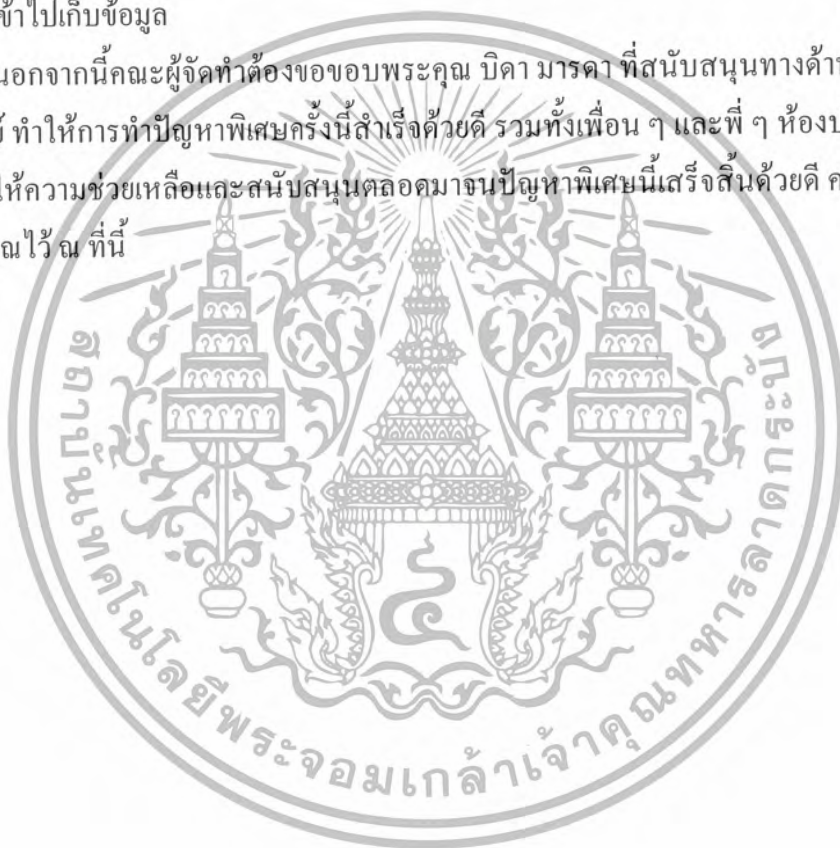 ข้าไปเก็บข้อมูล
นอกจากนี้คณะผู้จัดทำต้องขอขอบพระคุณ บิดา มารดา ที่สนับสนุนทางด้าน
ทำให้การทำปัญหาพิเศษครั้งนี้สำเร็จด้วยดี รวมทั้งเพื่อน ๆ และพี่ ๆ
ให้ความช่วยเหลือและสนับสนุนตลอดมาจนปัญหาพิเศษนี้เสร็จสิ้นด้วยดี
ณ ที่นี้
สถาบันเทคโนโลยีพระจอมเกล้าเจ้าคุณทหารลาดกระบัง